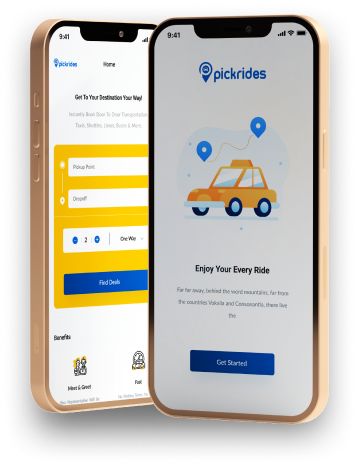 9:41
pickrides
Home
Get To Your Destination Your Way!
Instantly Book Door To Door Transportation
Taxis, Shuttles, Limos, Buses & More.
Pickup Point
Dropoff
2
One Way
Find Deals
Benefits
Meet & Greet
Fast
9:41
pickrides
Enjoy Your Every Ride
Far far away, behind the word mountains, far from
the countries Vokalia and Consonantia, there live
the
Get Started